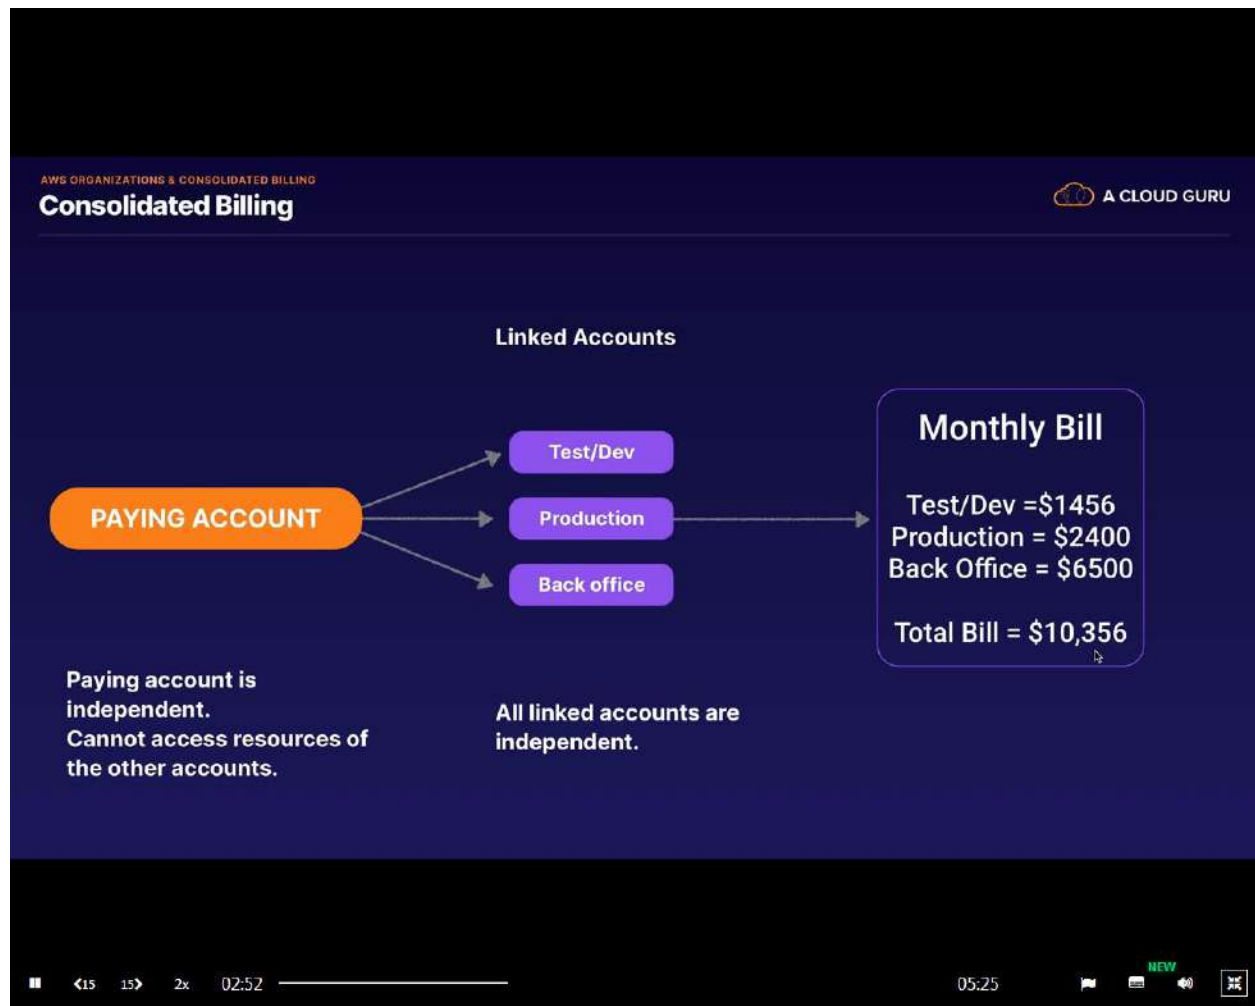 AWS ORGANIZATIONS & CONSOLIDATED BILLING
Consolidated Billing
A CLOUD GURU
Linked Accounts
PAYING ACCOUNT
Test/Dev
Production
Back office
Monthly Bill
Test/Dev =$1456
Production = $2400
Back Office = $6500
Total Bill = $10,356
Paying account is
independent.
Cannot access resources of
the other accounts.
All linked accounts are
independent.
15
15
2x
02:52
05:25
NEW